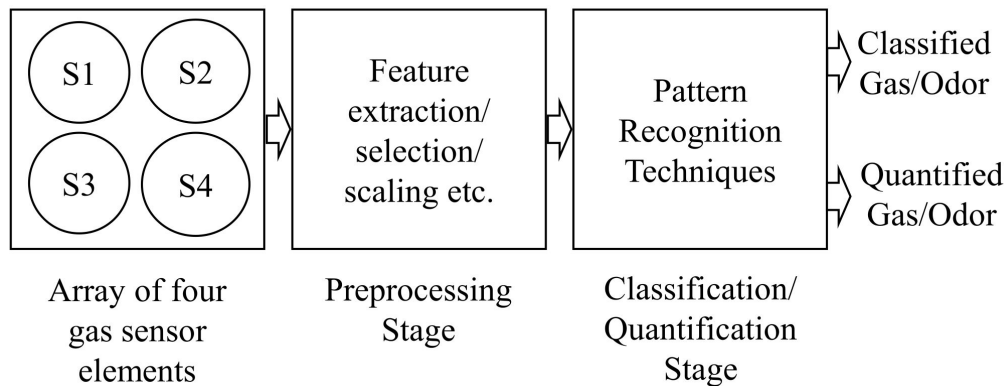 S1
S2
S3
S4
Feature
extraction/
selection/
scaling etc.
Pattern
Recognition
Techniques
Classified
Gas/Odor
Quantified
Gas/Odor
Array of four
gas sensor
elements
Preprocessing
Stage
Classification/
Quantification
Stage